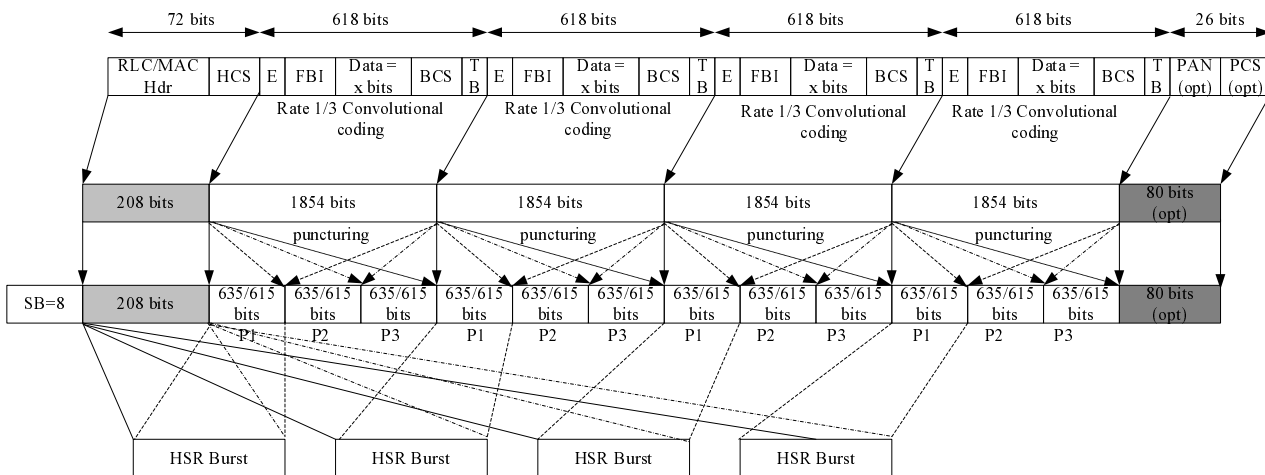 72 bits 618 bits 618 bits 618 bits 618 bits 26 bits
RLC/MAC Hdr HCS E FBI Data = x bits BCS T B E FBI Data = x bits BCS T B E FBI Data = x bits BCS T B E FBI Data = x bits BCS T B PAN (opt) PCS (opt)
Rate 1/3 Convolutional coding Rate 1/3 Convolutional coding Rate 1/3 Convolutional coding Rate 1/3 Convolutional coding
208 bits 1854 bits 1854 bits 1854 bits 1854 bits 80 bits (opt)
puncturing puncturing puncturing puncturing
SB=8 208 bits 635/615 bits 635/615 bits 635/615 bits 635/615 bits 635/615 bits 635/615 bits 635/615 bits 635/615 bits 635/615 bits 635/615 bits 635/615 bits 635/615 bits 80 bits (opt)
P1 P2 P3 P1 P2 P3 P1 P2 P3 P1 P2 P3
HSR Burst HSR Burst HSR Burst HSR Burst